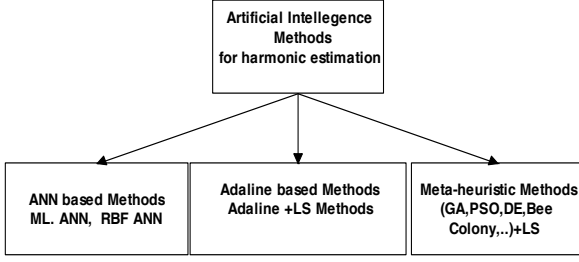 Artificial Intellegence
Methods
for harmonic estimation
ANN based Methods
ML. ANN, RBF ANN
Adaline based Methods
Adaline +LS Methods
Meta-heuristic Methods
(GA,PSO,DE,Bee
Colony,..)+LS